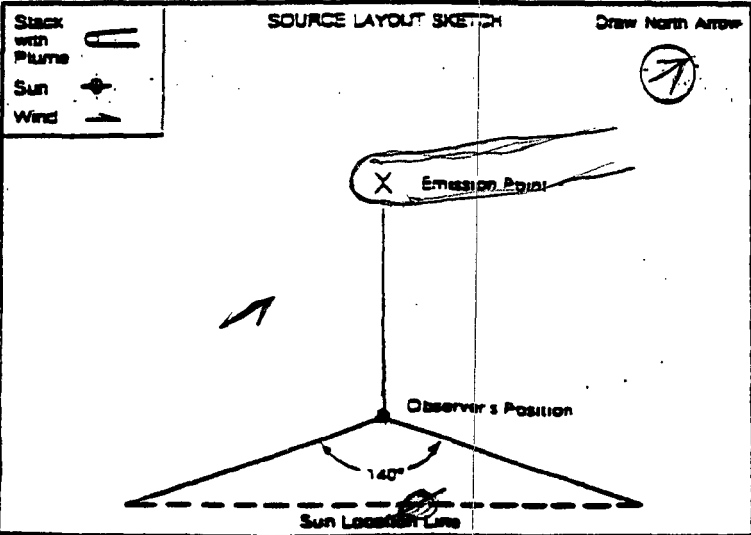 Stack
with
Plume
Sun
Wind
SOURCE LAYOUT SKETCH
Draw North Arrow
X
Emission Point
Observer's Position
140°
Sun Location Line